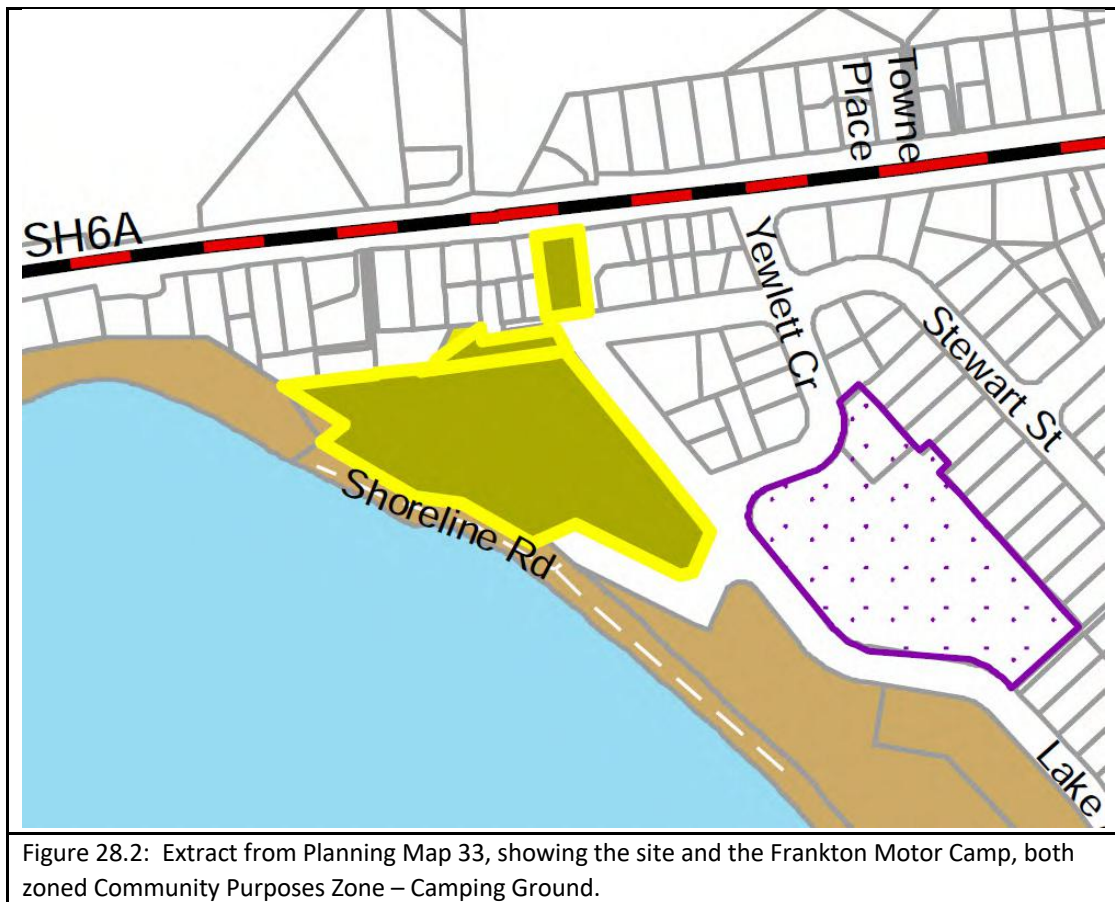 Towne
Place
SH6A
Yewlett Cr
Stewart St
Shoreline Rd
Lake
Figure 28.2: Extract from Planning Map 33, showing the site and the Frankton Motor Camp, both
zoned Community Purposes Zone – Camping Ground.